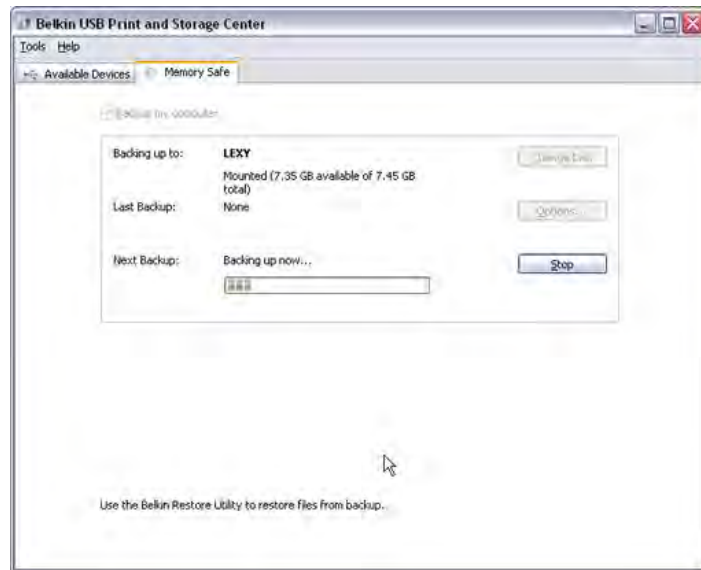 Belkin USB Print and Storage Center
Tools Help
Available Devices Memory Safe
Backup my computer
Backing up to: LEXY
Mounted (7.35 GB available of 7.45 GB
total)
Last Backup: None
Options...
Next Backup: Backing up now...
Stop
Use the Belkin Restore Utility to restore files from backup.